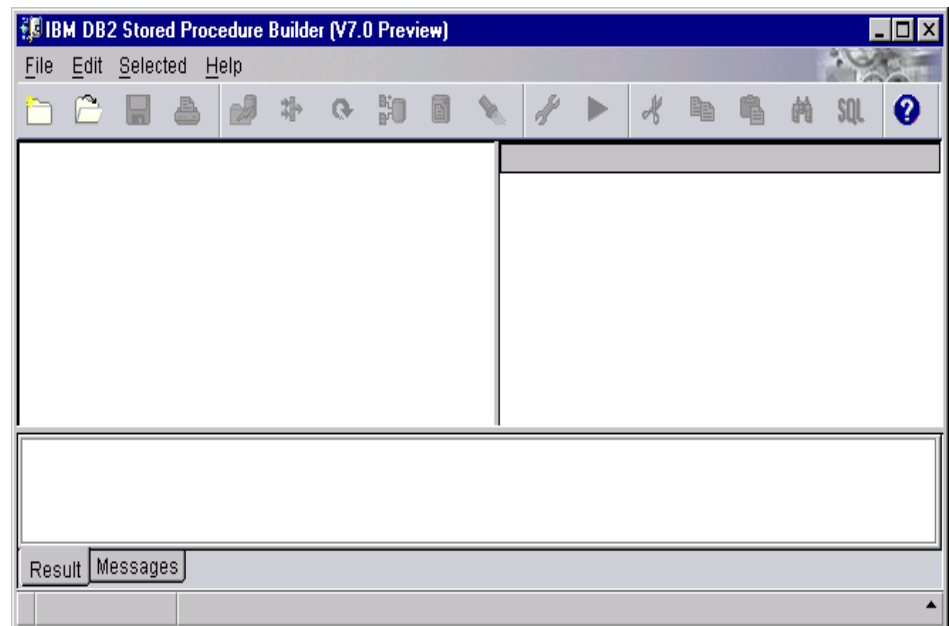 IBM DB2 Stored Procedure Builder (V7.0 Preview)
File Edit Selected Help
SQL ?
Result Messages